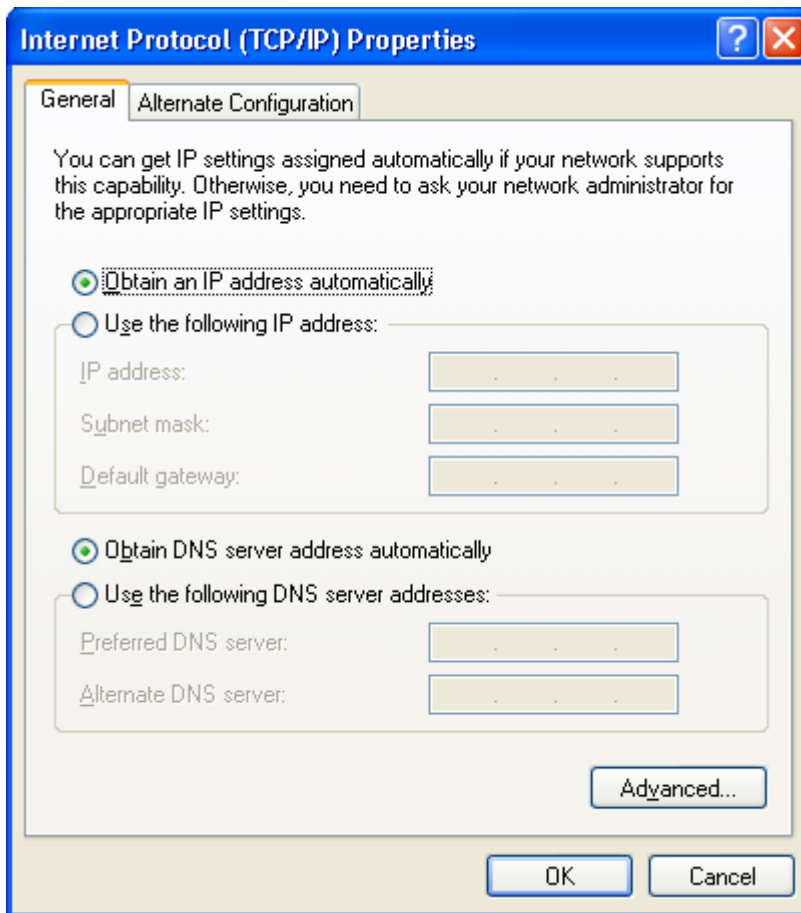 Internet Protocol (TCP/IP) Properties
General
Alternate Configuration
You can get IP settings assigned automatically if your network supports
this capability. Otherwise, you need to ask your network administrator for
the appropriate IP settings.
Obtain an IP address automatically
Use the following IP address:
IP address:
Subnet mask:
Default gateway:
Obtain DNS server address automatically
Use the following DNS server addresses:
Preferred DNS server:
Alternate DNS server:
Advanced...
OK
Cancel